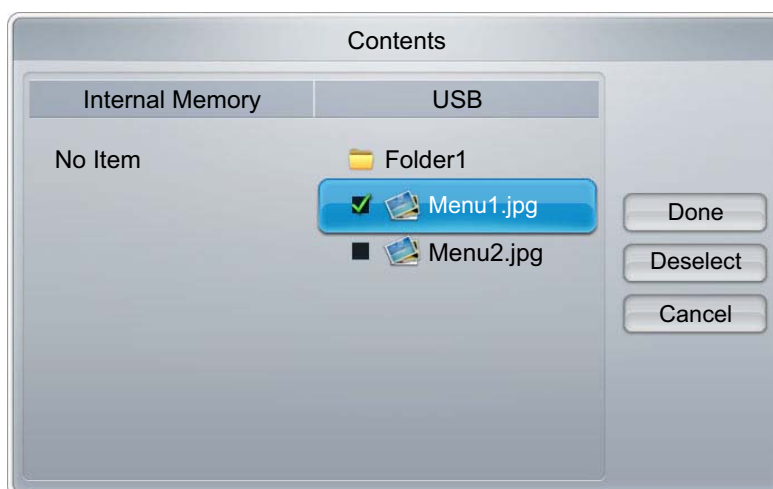 Contents
Internal Memory USB
No Item Folder1
Menu1.jpg
Done
Menu2.jpg
Deselect
Cancel